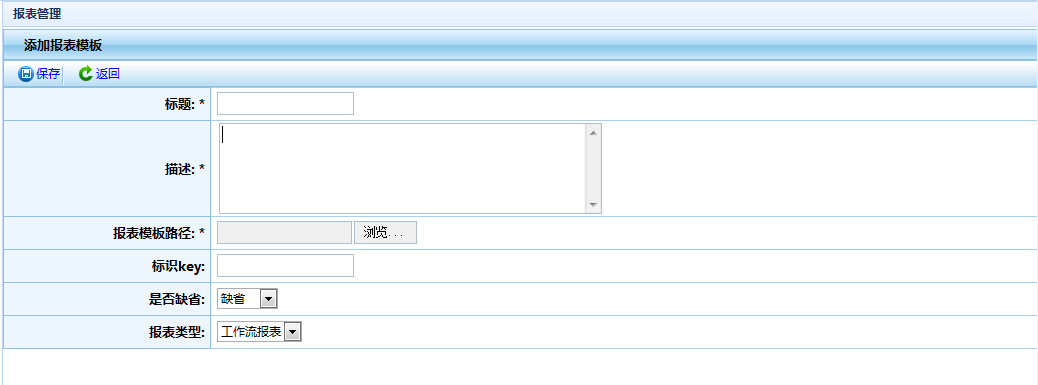 报表管理
添加报表模板
保存 返回
标题: *
描述: *
报表模板路径: * 浏览...
标识key:
是否缺省: 缺省
报表类型: 工作流报表